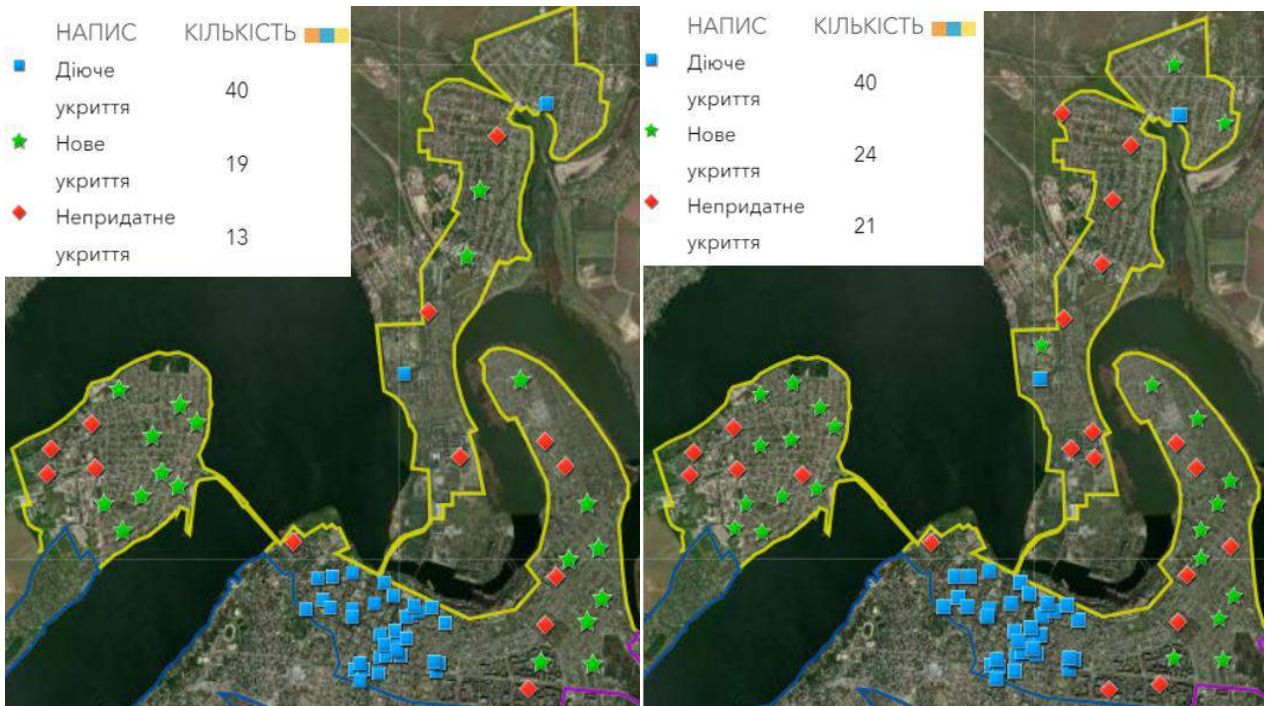 НАПИС КІЛЬКІСТЬ
Діюче
укриття
40
Нове
укриття
19
Непридатне
укриття
13
НАПИС КІЛЬКІСТЬ
Діюче
укриття
40
Нове
укриття
24
Непридатне
укриття
21